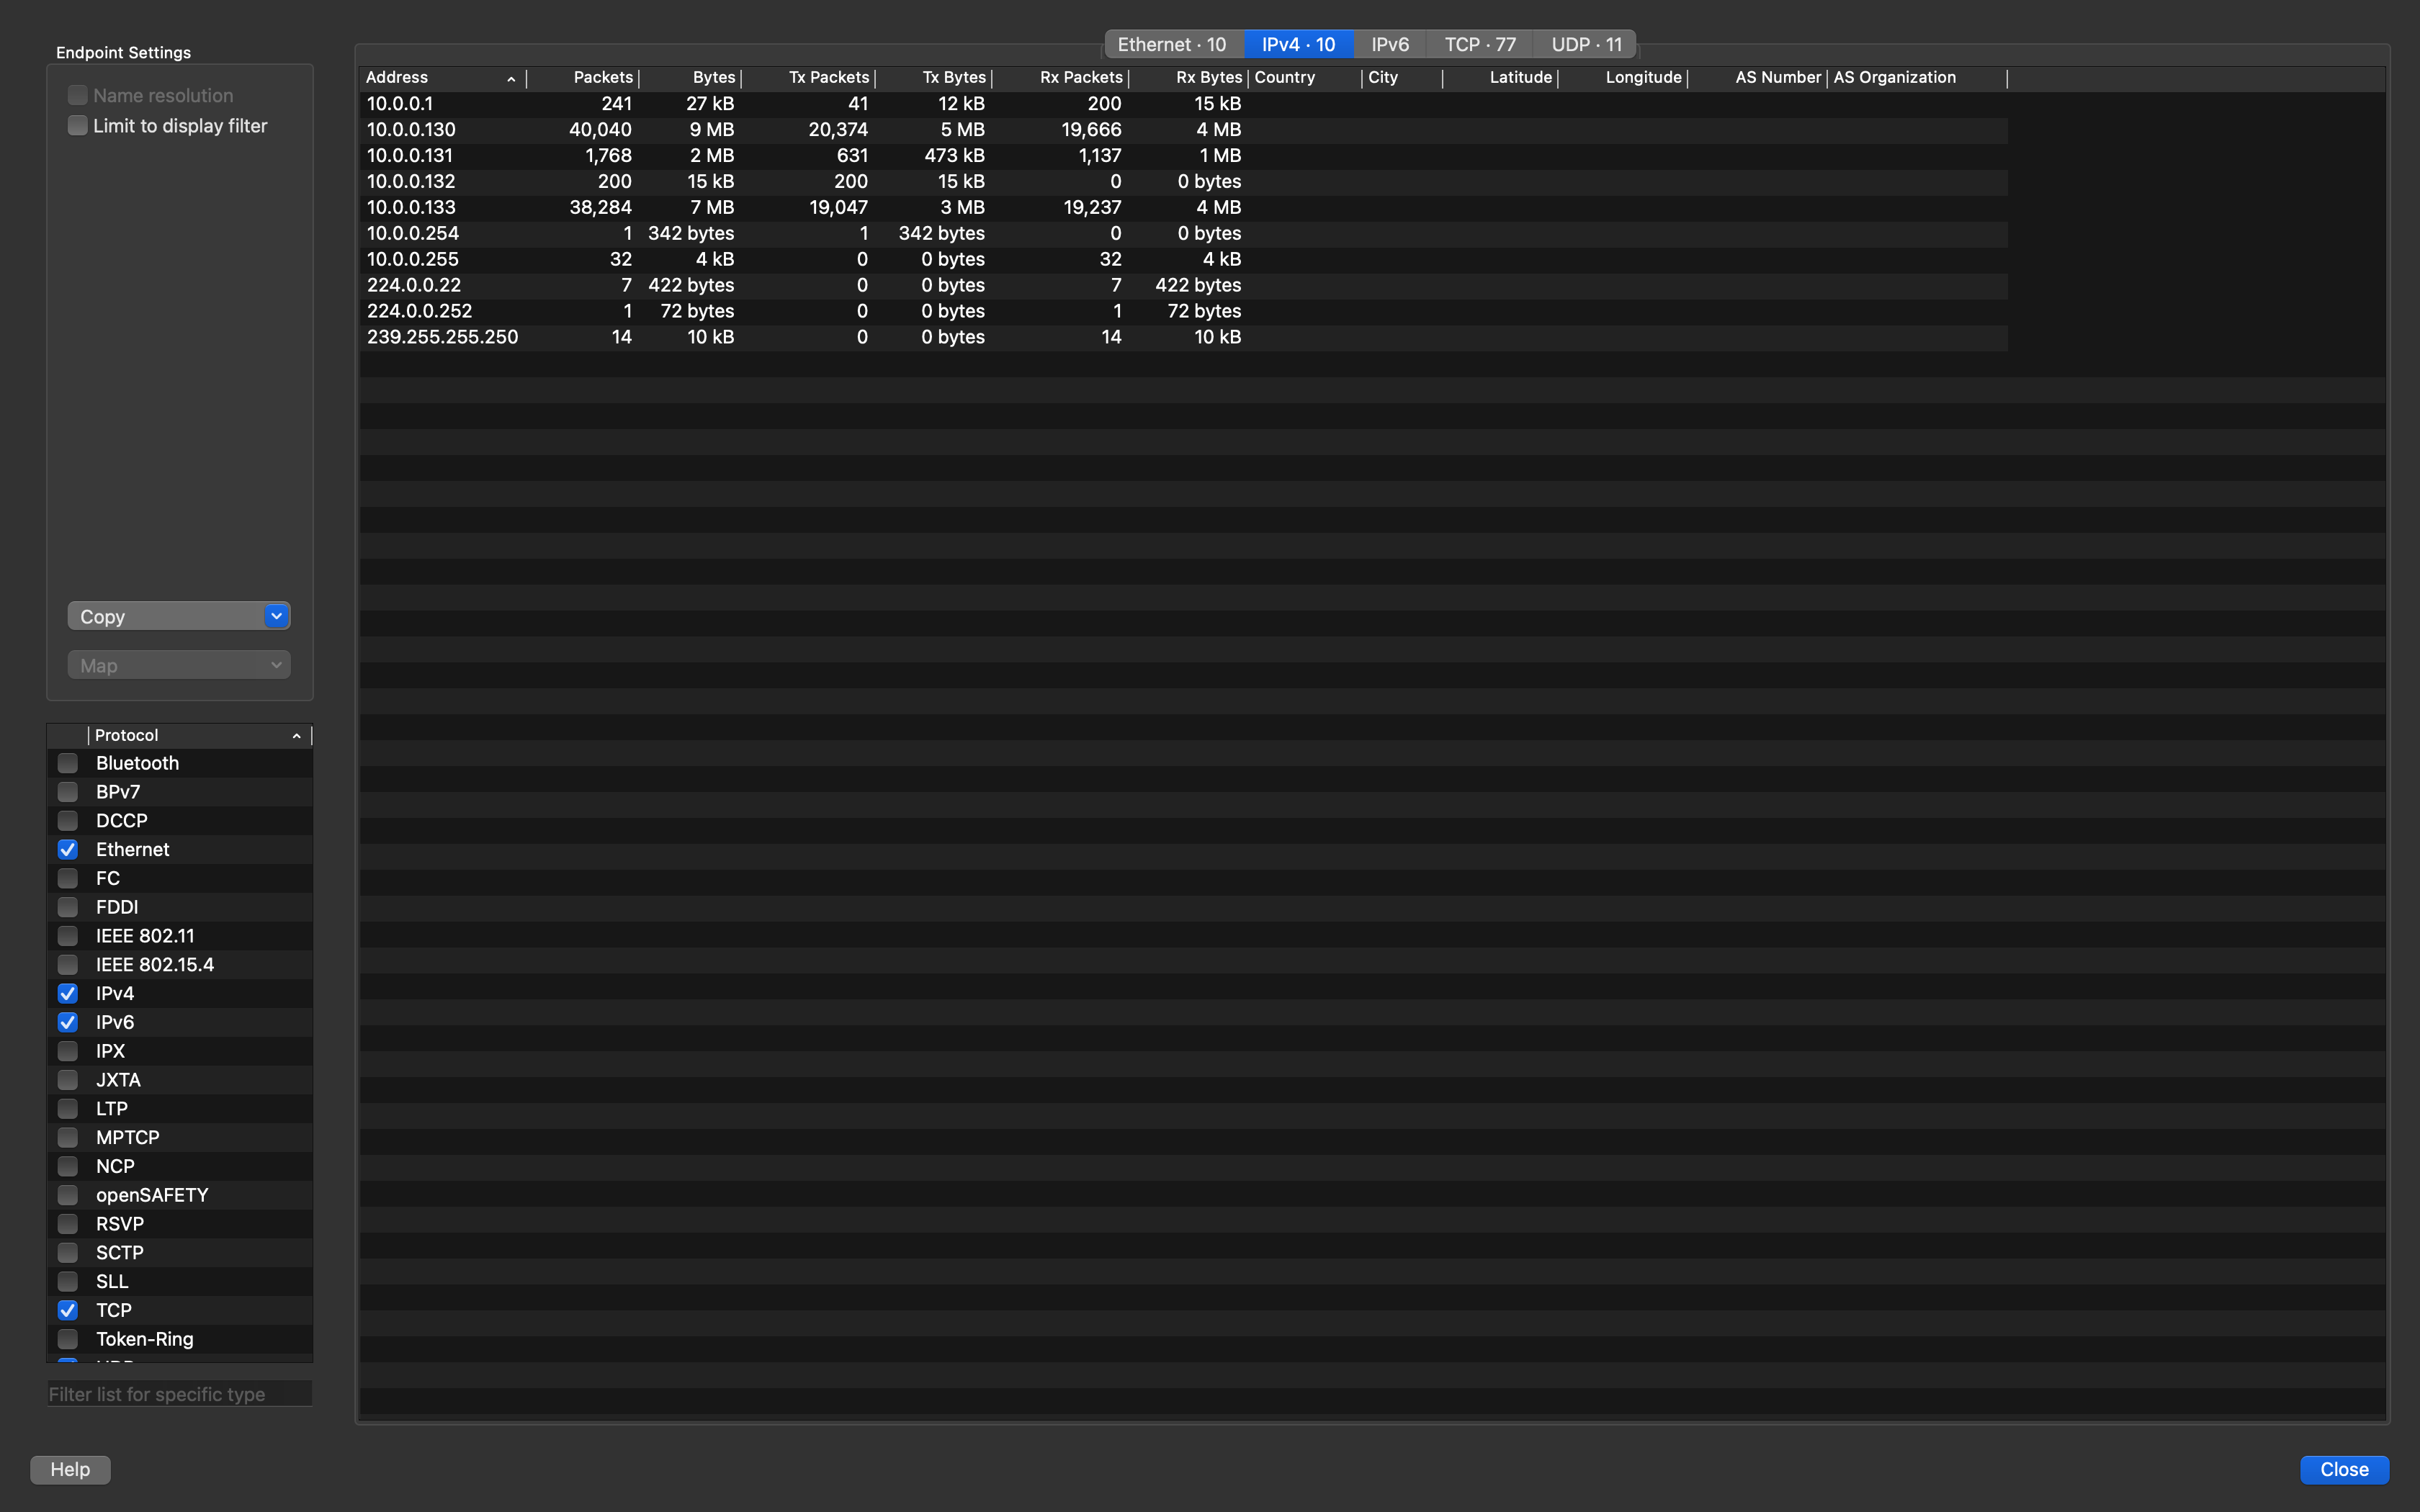 Endpoint Settings
Name resolution
Limit to display filter
Copy
Map
Protocol
Bluetooth
BPv7
DCCP
Ethernet
FC
FDDI
IEEE 802.11
IEEE 802.15.4
IPv4
IPv6
IPX
JXTA
LTP
MPTCP
NCP
openSAFETY
RSVP
SCTP
SLL
TCP
Token-Ring
Filter list for specific type
Ethernet · 10 IPv4 · 10 IPv6 TCP · 77 UDP · 11
Address Packets Bytes Tx Packets Tx Bytes Rx Packets Rx Bytes Country City Latitude Longitude AS Number AS Organization
10.0.0.1 241 27 kB 41 12 kB 200 15 kB
10.0.0.130 40,040 9 MB 20,374 5 MB 19,666 4 MB
10.0.0.131 1,768 2 MB 631 473 kB 1,137 1 MB
10.0.0.132 200 15 kB 200 15 kB 0 0 bytes
10.0.0.133 38,284 7 MB 19,047 3 MB 19,237 4 MB
10.0.0.254 1 342 bytes 1 342 bytes 0 0 bytes
10.0.0.255 32 4 kB 0 0 bytes 32 4 kB
224.0.0.22 7 422 bytes 0 0 bytes 7 422 bytes
224.0.0.252 1 72 bytes 0 0 bytes 1 72 bytes
239.255.255.250 14 10 kB 0 0 bytes 14 10 kB
Help
Close